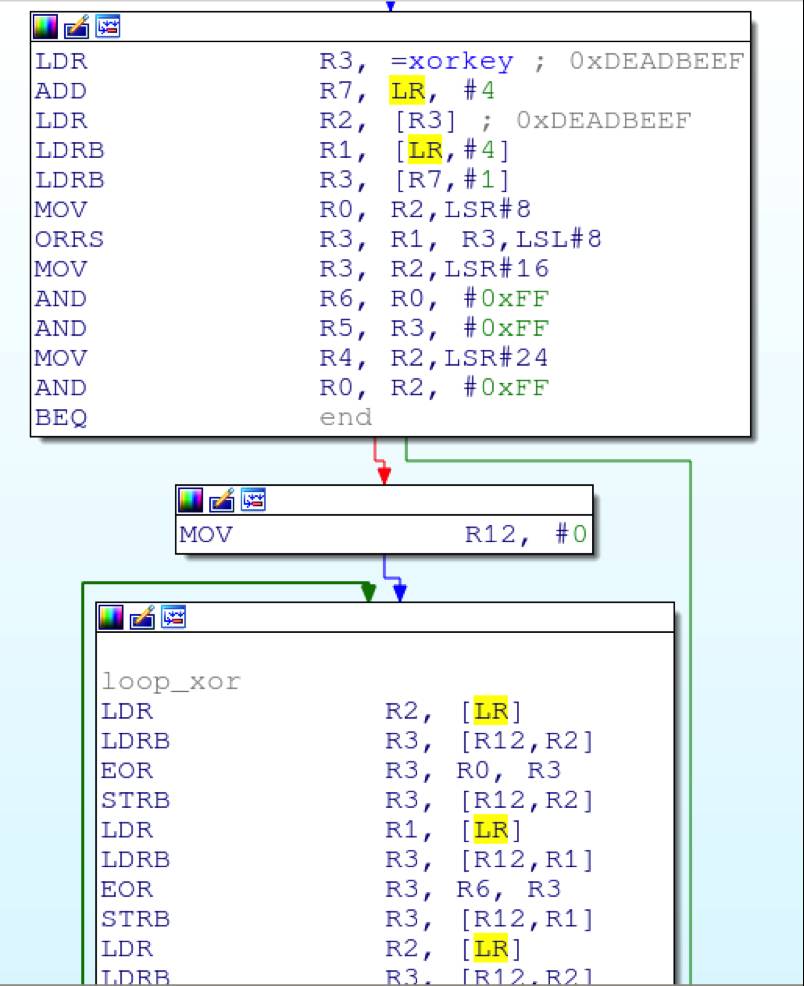 LDR R3, =xorkey ; 0xDEADBEEF
ADD R7, LR, #4
LDR R2, [R3] ; 0xDEADBEEF
LDRB R1, [LR,#4]
LDRB R3, [R7,#1]
MOV R0, R2,LSR#8
ORRS R3, R1, R3,LSL#8
MOV R3, R2,LSR#16
AND R6, R0, #0xFF
AND R5, R3, #0xFF
MOV R4, R2,LSR#24
AND R0, R2, #0xFF
BEQ end
MOV R12, #0
loop_xor
LDR R2, [LR]
LDRB R3, [R12,R2]
EOR R3, R0, R3
STRB R3, [R12,R2]
LDR R1, [LR]
LDRB R3, [R12,R1]
EOR R3, R6, R3
STRB R3, [R12,R1]
LDR R2, [LR]
LDRB R3, [R12,R2]